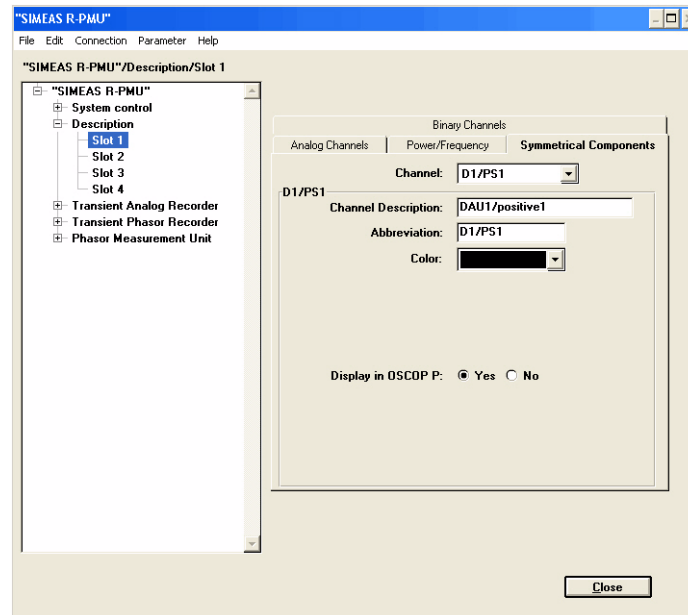 "SIMEAS R-PMU"
File Edit Connection Parameter Help
"SIMEAS R-PMU"/Description/Slot 1
"SIMEAS R-PMU"
System control
Description
Slot 1
Slot 2
Slot 3
Slot 4
Transient Analog Recorder
Transient Phasor Recorder
Phasor Measurement Unit
Binary Channels
Analog Channels Power/Frequency Symmetrical Components
Channel: D1/PS1
D1/PS1
Channel Description: DAU1/positive1
Abbreviation: D1/PS1
Color:
Display in OSCOP P: Yes No
Close